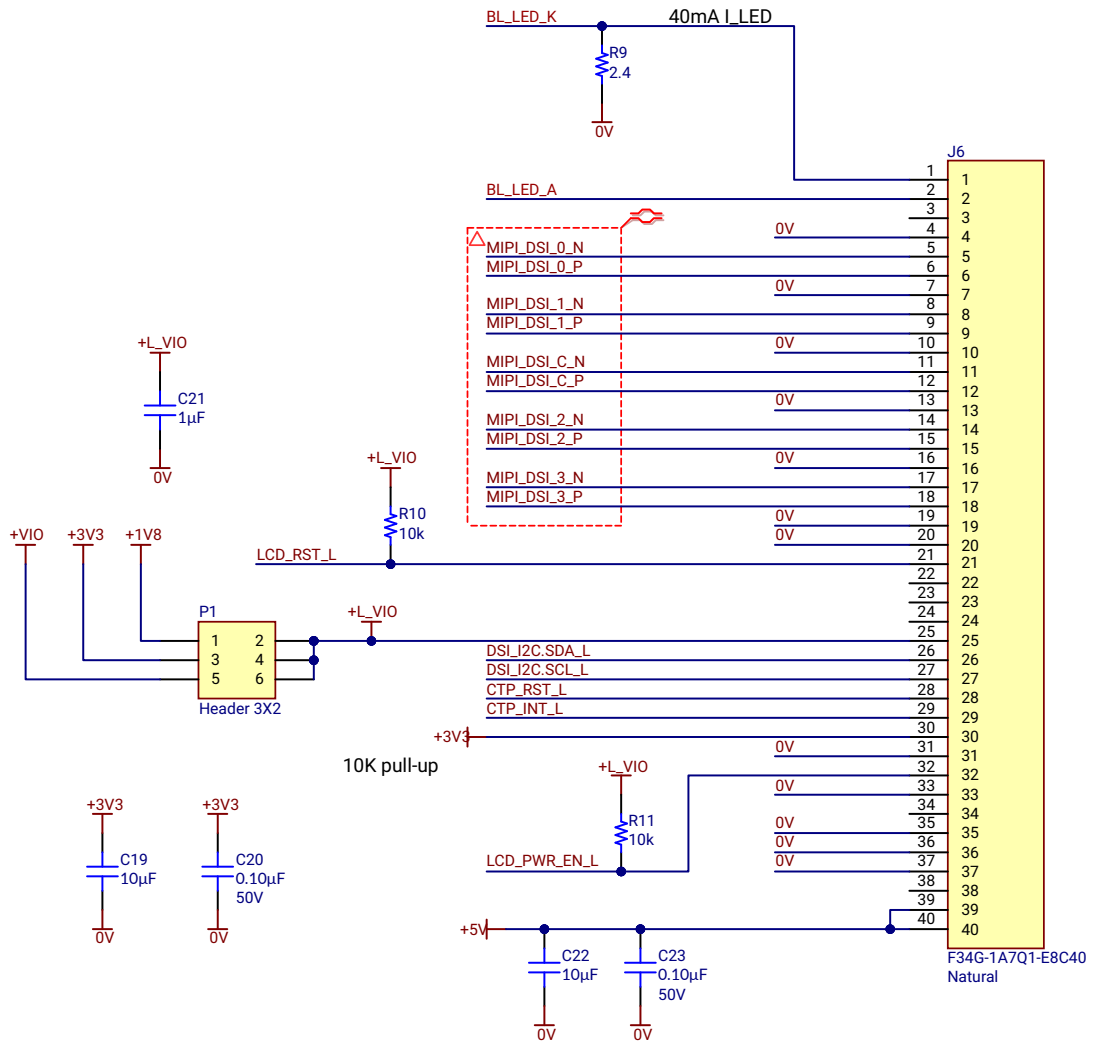 BL_LED_K
40mA I_LED
R9
2.4
0V
J6
1
1
BL_LED_A
2
2
3
3
0V
4
4
MIPI_DSI_0_N
5
5
MIPI_DSI_0_P
6
6
0V
7
7
MIPI_DSI_1_N
8
8
MIPI_DSI_1_P
9
9
0V
10
10
MIPI_DSI_C_N
11
11
MIPI_DSI_C_P
12
12
0V
13
13
MIPI_DSI_2_N
14
14
MIPI_DSI_2_P
15
15
0V
16
16
MIPI_DSI_3_N
17
17
MIPI_DSI_3_P
18
18
0V
19
19
0V
20
20
+L_VIO
C21
1µF
0V
+L_VIO
R10
10k
LCD_RST_L
21
21
22
22
23
23
24
24
+VIO
+3V3
+1V8
P1
1
2
3
4
5
6
Header 3X2
+L_VIO
25
25
DSI_I2C.SDA_L
26
26
DSI_I2C.SCL_L
27
27
CTP_RST_L
28
28
CTP_INT_L
29
29
+3V3
30
30
0V
31
31
10K pull-up
+L_VIO
R11
10k
32
32
0V
33
33
34
34
0V
35
35
0V
36
36
LCD_PWR_EN_L
0V
37
37
38
38
39
39
+3V3
C19
10µF
0V
+3V3
C20
0.10µF
50V
0V
+5V
40
40
C22
10µF
0V
C23
0.10µF
50V
0V
F34G-1A7Q1-E8C40
Natural